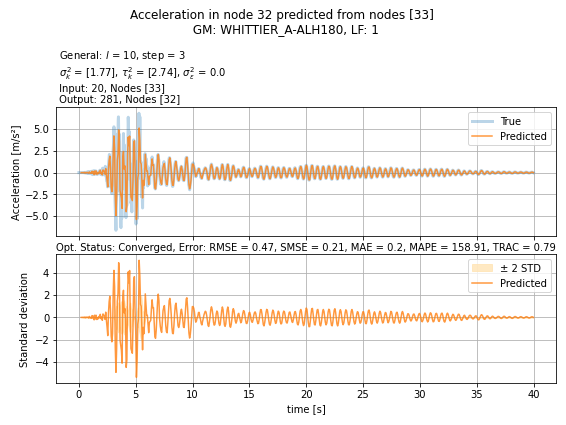 Acceleration in node 32 predicted from nodes [33]
GM: WHITTIER_A-ALH180, LF: 1
General: l = 10, step = 3
σ²ₖ = [1.77], τ²ₖ = [2.74], σ²ε = 0.0
Input: 20, Nodes [33]
Output: 281, Nodes [32]
Acceleration [m/s²]
5.0
2.5
0.0
−2.5
−5.0
True
Predicted
Opt. Status: Converged, Error: RMSE = 0.47, SMSE = 0.21, MAE = 0.2, MAPE = 158.91, TRAC = 0.79
Standard deviation
4
2
0
−2
−4
± 2 STD
Predicted
0 5 10 15 20 25 30 35 40
time [s]